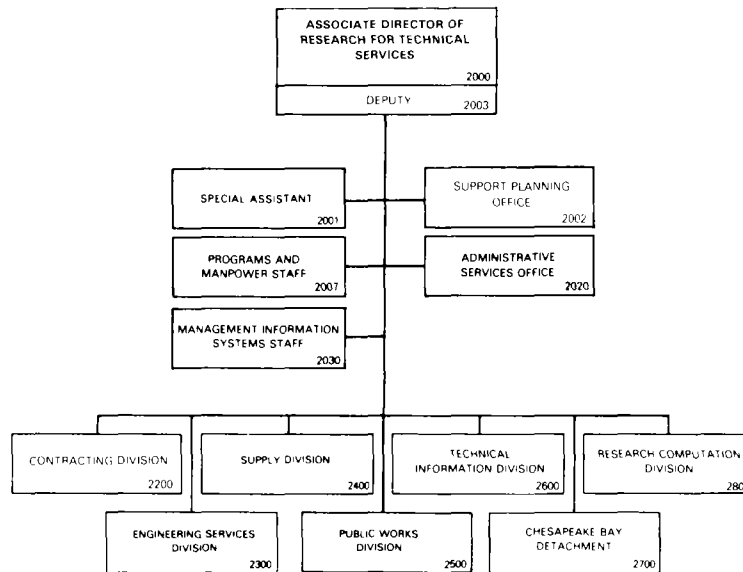 ASSOCIATE DIRECTOR OF
RESEARCH FOR TECHNICAL
SERVICES
2000
DEPUTY
2003
SPECIAL ASSISTANT
2001
SUPPORT PLANNING
OFFICE
2002
PROGRAMS AND
MANPOWER STAFF
2007
ADMINISTRATIVE
SERVICES OFFICE
2020
MANAGEMENT INFORMATION
SYSTEMS STAFF
2030
CONTRACTING DIVISION
2200
SUPPLY DIVISION
2400
TECHNICAL
INFORMATION DIVISION
2600
RESEARCH COMPUTATION
DIVISION
ENGINEERING SERVICES
DIVISION
2300
PUBLIC WORKS
DIVISION
2500
CHESAPEAKE BAY
DETACHMENT
2700